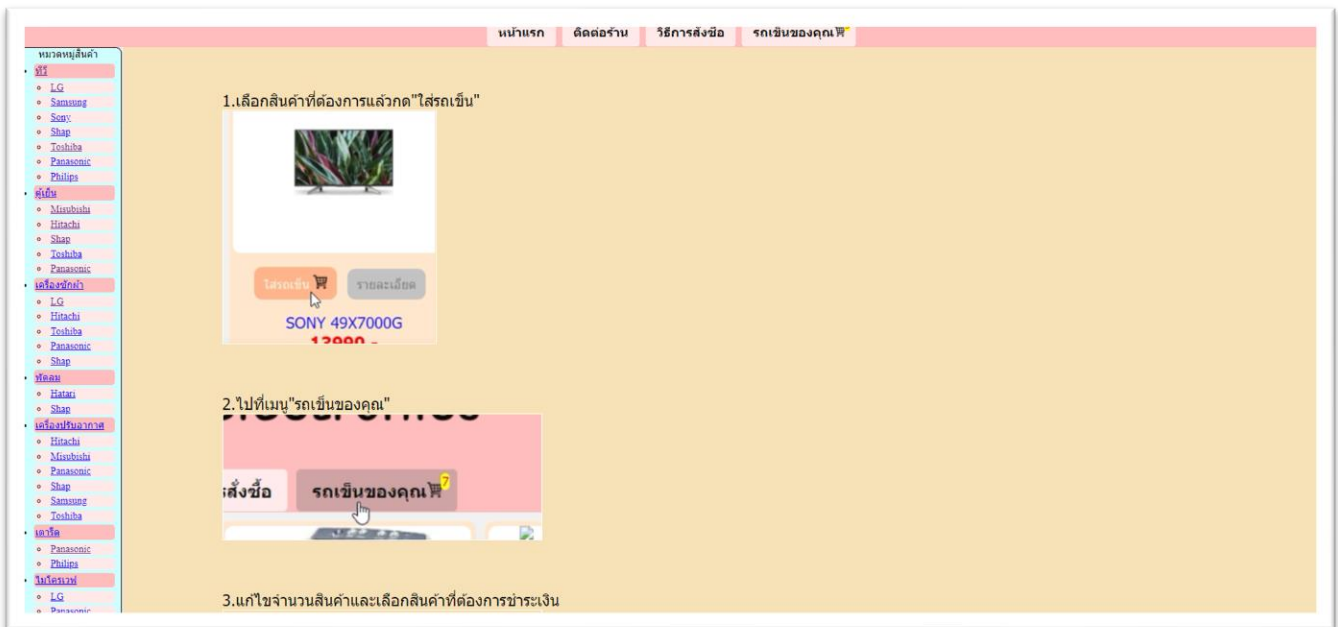 หน้าแรก ติดต่อร้าน วิธีการสั่งซื้อ รถเข็นของคุณ
หมวดหมู่สินค้า
ทีวี
LG
Samsung
Sony
Shap
Toshiba
Panasonic
Philips
ตู้เย็น
Misubishi
Hitachi
Shap
Toshiba
Panasonic
เครื่องซักผ้า
LG
Hitachi
Toshiba
Panasonic
Shap
พัดลม
Hatari
Shap
เครื่องปรับอากาศ
Hitachi
Misubishi
Panasonic
Shap
Samsung
Toshiba
เตารีด
Panasonic
Philips
ไมโครเวฟ
LG
Panasonic
1.เลือกสินค้าที่ต้องการแล้วกด"ใส่รถเข็น"
ใส่รถเข็น รายละเอียด
SONY 49X7000G
13990.-
2.ไปที่เมนู"รถเข็นของคุณ"
สั่งซื้อ รถเข็นของคุณ 7
3.แก้ไขจำนวนสินค้าและเลือกสินค้าที่ต้องการชำระเงิน